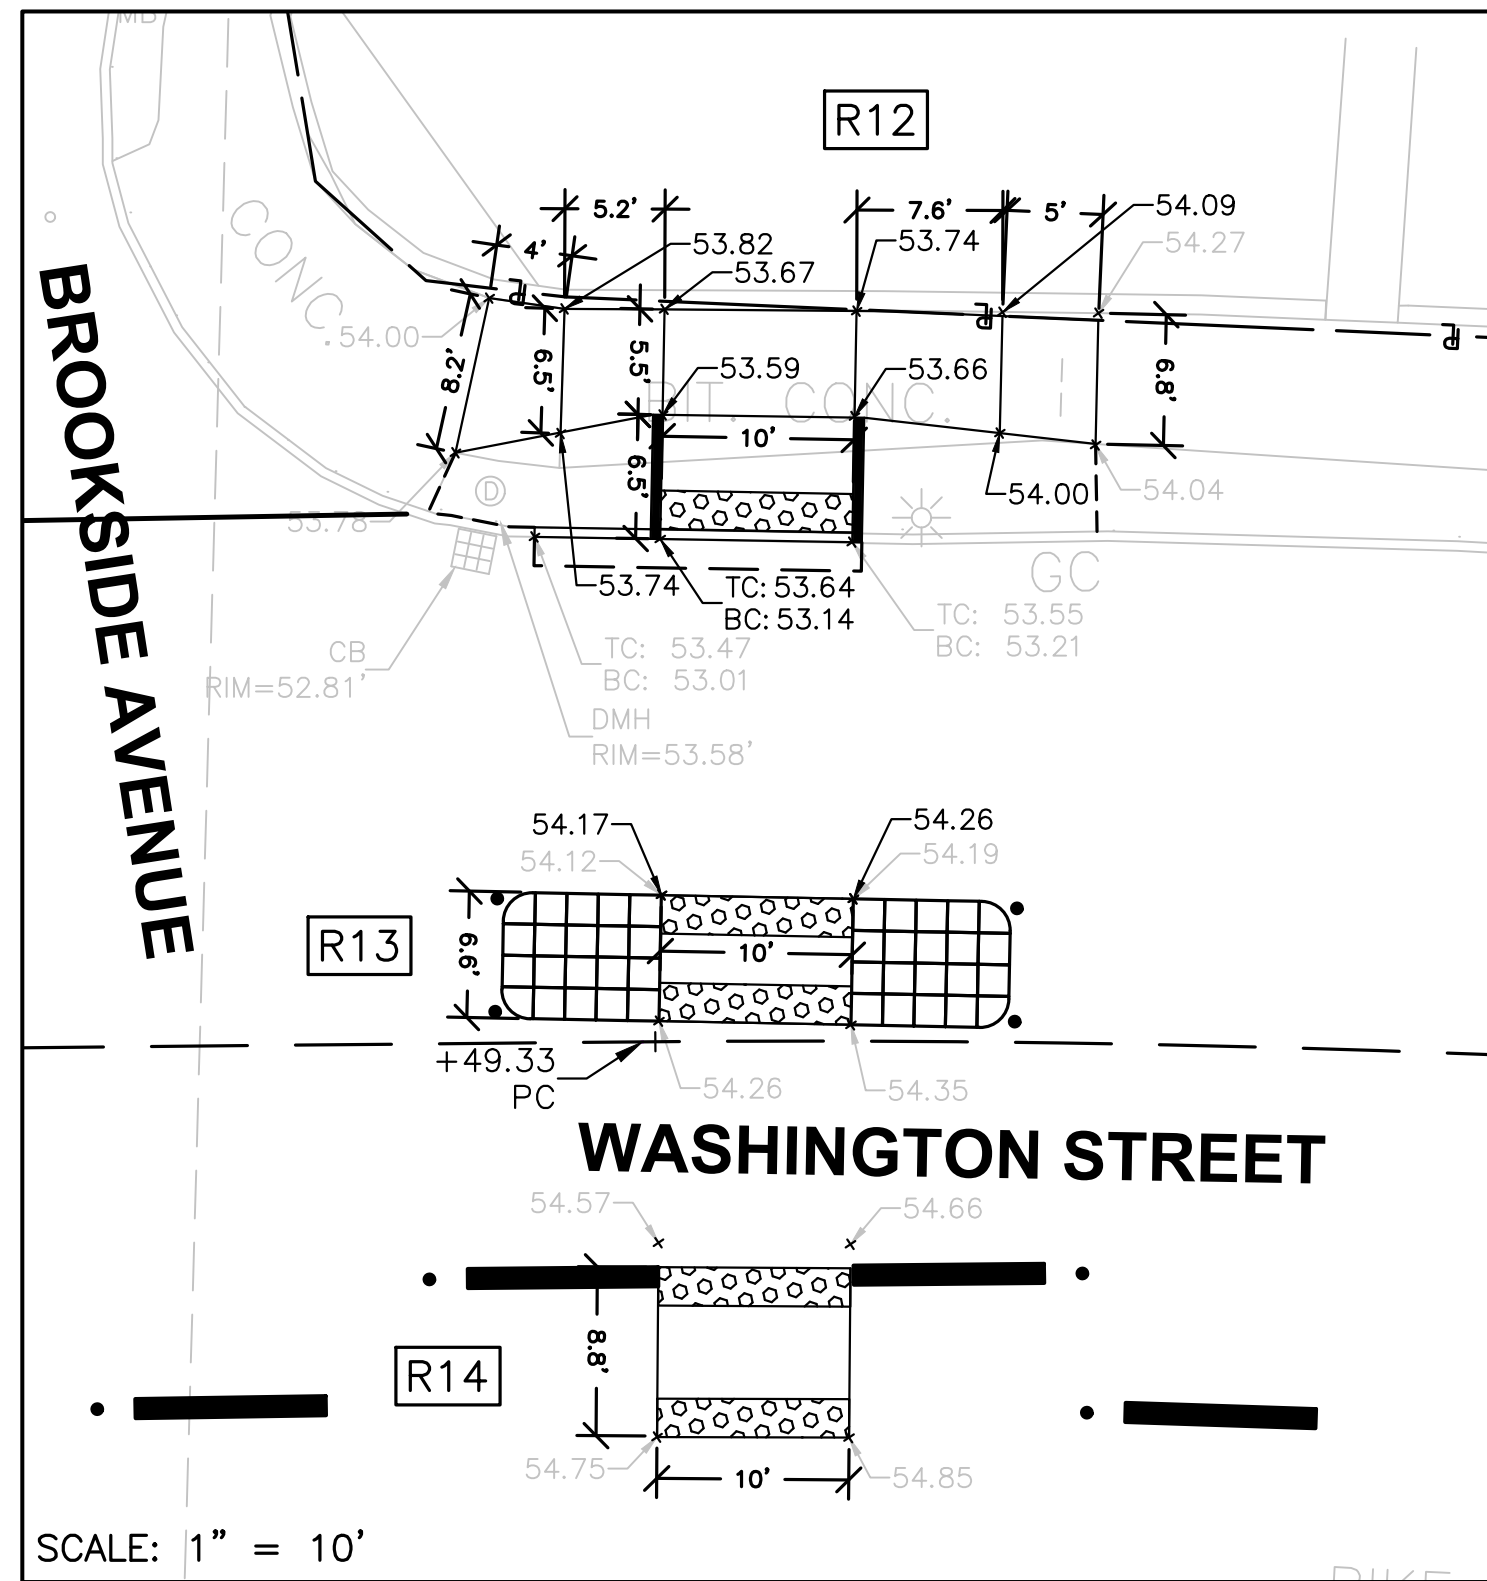 MB
R12
CONC.
5.2'
7.6'
5'
54.09
4'
53.82
53.74
54.27
53.67
54.00
8.2'
6.5'
5.5'
53.59
53.66
6.8'
BIT. CONC.
10'
6.5'
54.00
54.04
53.78
GC
53.74
TC: 53.64
BC: 53.14
TC: 53.55
BC: 53.21
TC: 53.47
BC: 53.01
CB
RIM=52.81'
DMH
RIM=53.58'
BROOKSIDE AVENUE
54.17
54.26
54.12
54.19
R13
6.6'
10'
+49.33
PC
54.26
54.35
WASHINGTON STREET
54.57
54.66
R14
8.8'
54.75
10'
54.85
SCALE: 1" = 10'